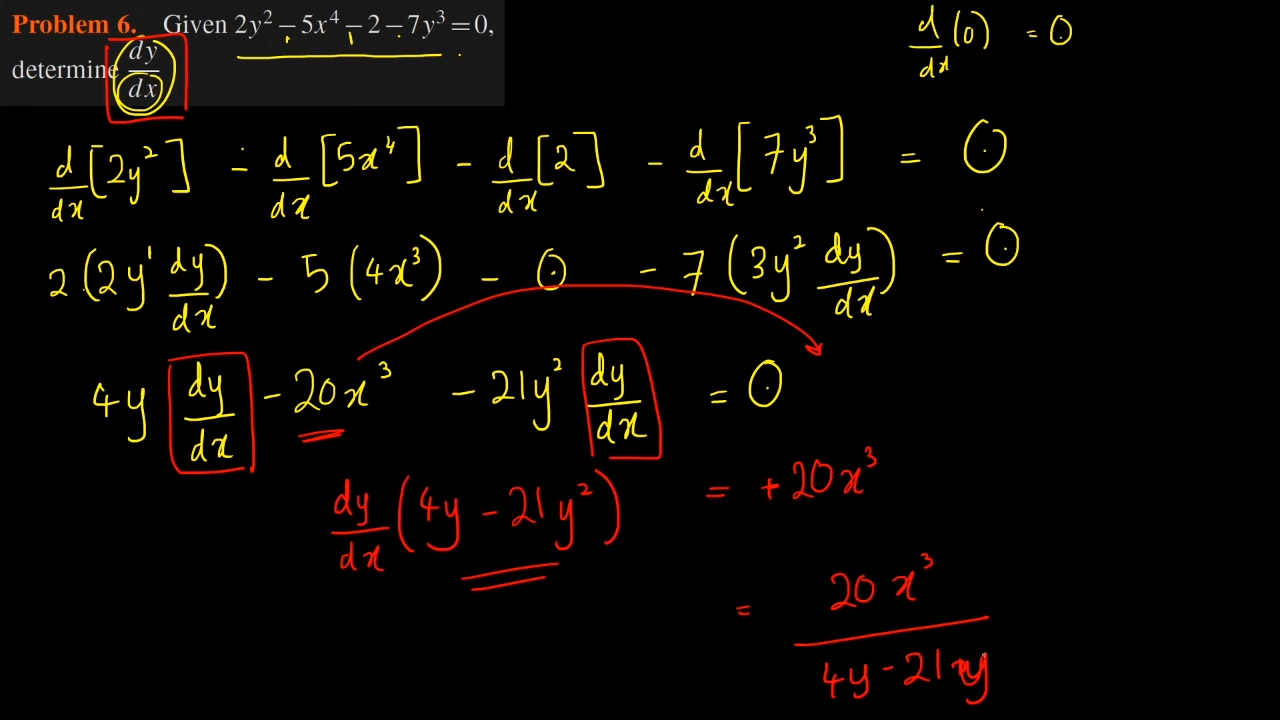 Problem 6. Given 2y² − 5x⁴ − 2 − 7y³ = 0,
determine dy/dx
d/dx (0) = 0
d/dx [2y²] − d/dx [5x⁴] − d/dx [2] − d/dx [7y³] = 0
2 (2y¹ dy/dx) − 5 (4x³) − 0 − 7 (3y² dy/dx) = 0
4y dy/dx − 20x³ − 21y² dy/dx = 0
dy/dx (4y − 21y²) = + 20x³
= 20x³ / 4y − 21y